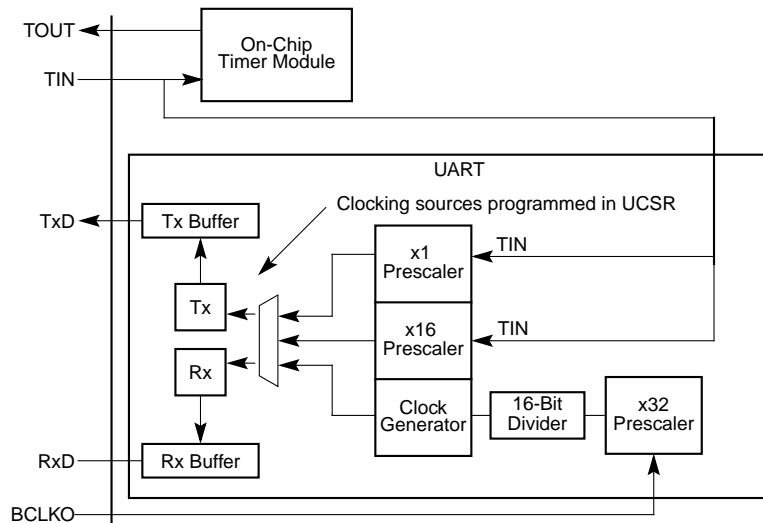 TOUT
On-Chip
Timer Module
TIN
UART
Clocking sources programmed in UCSR
TxD
Tx Buffer
x1
Prescaler
TIN
Tx
x16
Prescaler
TIN
Rx
Clock
Generator
16-Bit
Divider
x32
Prescaler
RxD
Rx Buffer
BCLKO